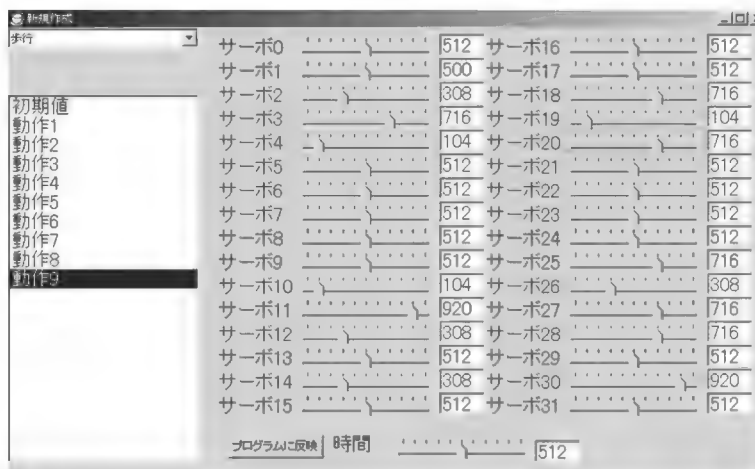 新規作成
歩行
初期値
動作1
動作2
動作3
動作4
動作5
動作6
動作7
動作8
動作9
サーボ0 512 サーボ16 512
サーボ1 500 サーボ17 512
サーボ2 308 サーボ18 716
サーボ3 716 サーボ19 104
サーボ4 104 サーボ20 716
サーボ5 512 サーボ21 512
サーボ6 512 サーボ22 512
サーボ7 512 サーボ23 512
サーボ8 512 サーボ24 512
サーボ9 512 サーボ25 716
サーボ10 104 サーボ26 308
サーボ11 920 サーボ27 716
サーボ12 308 サーボ28 716
サーボ13 512 サーボ29 512
サーボ14 308 サーボ30 920
サーボ15 512 サーボ31 512
プログラムに反映 8時間 512